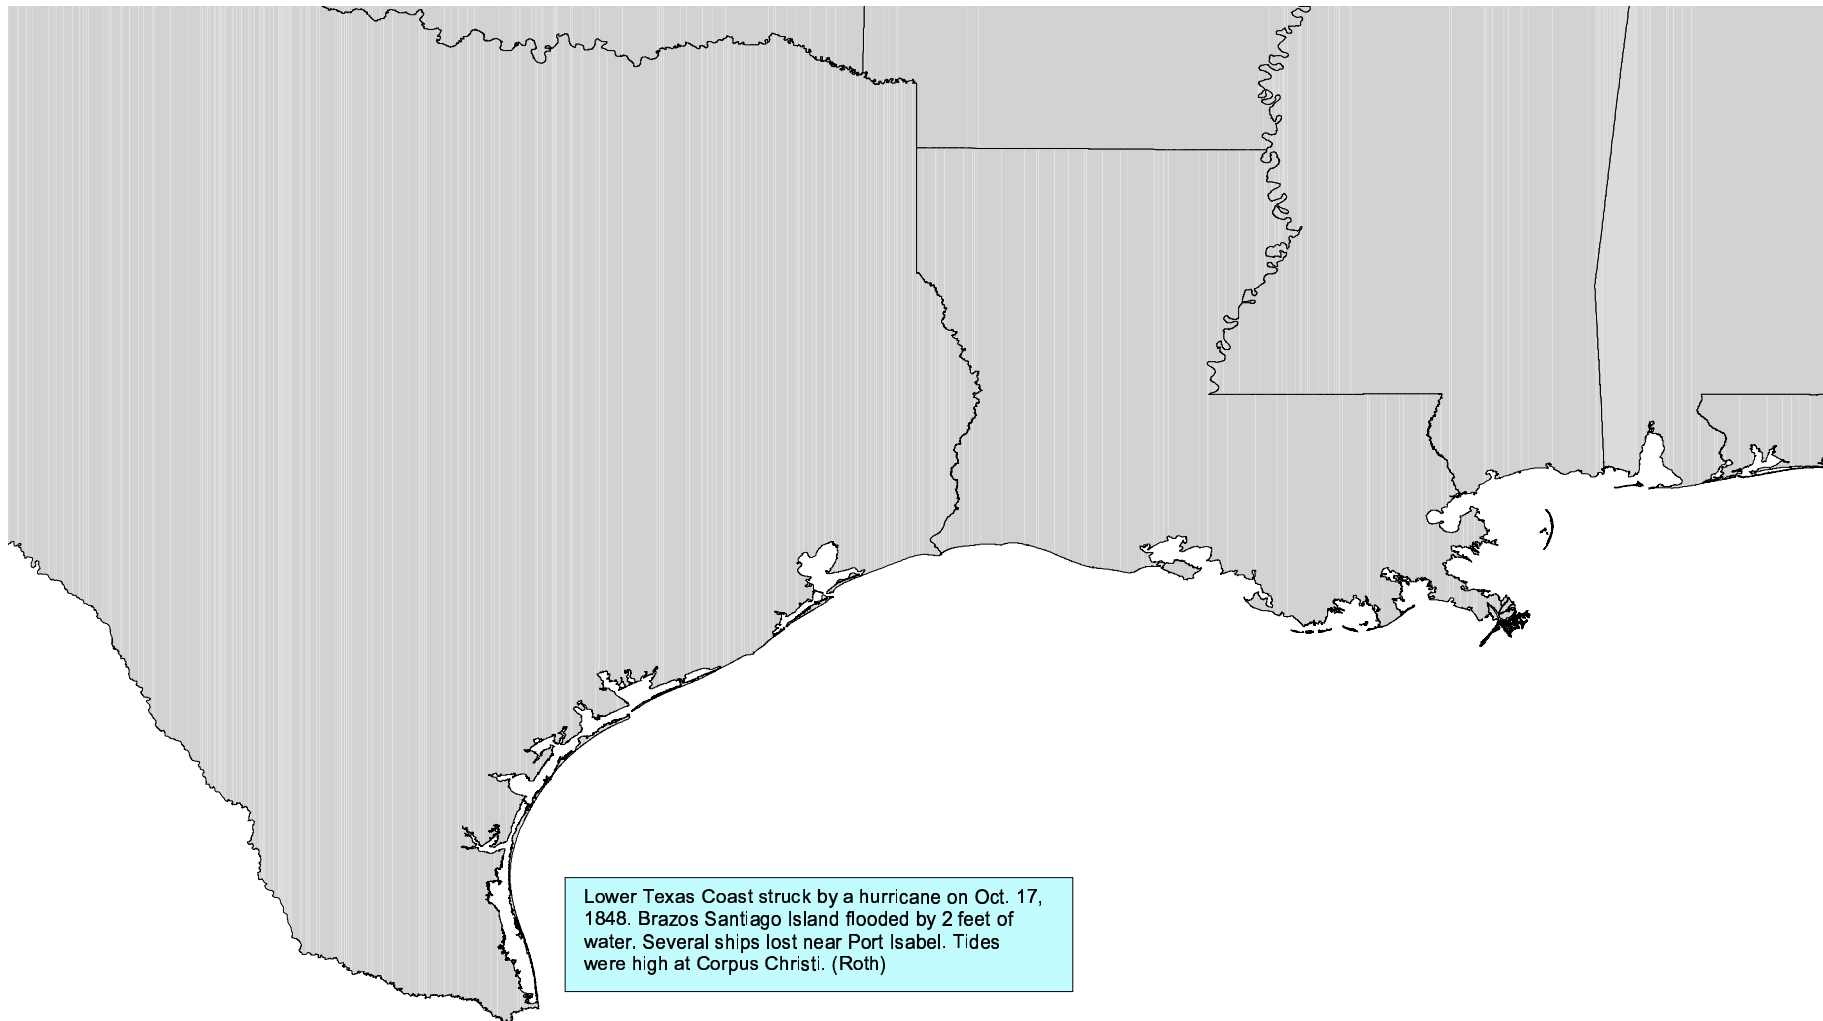 Lower Texas Coast struck by a hurricane on Oct. 17,
1848. Brazos Santiago Island flooded by 2 feet of
water. Several ships lost near Port Isabel. Tides
were high at Corpus Christi. (Roth)